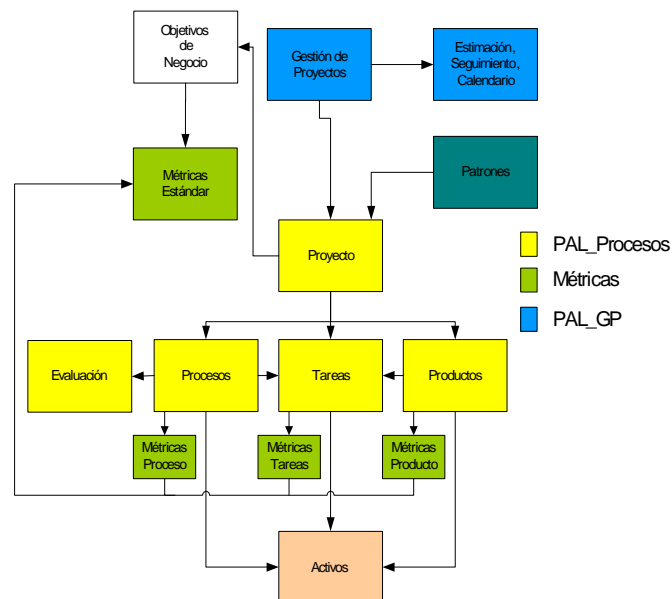 Objetivos
de
Negocio
Gestión de
Proyectos
Estimación,
Seguimiento,
Calendario
Métricas
Estándar
Patrones
Proyecto
PAL_Procesos
Métricas
PAL_GP
Evaluación
Procesos
Tareas
Productos
Métricas
Proceso
Métricas
Tareas
Métricas
Producto
Activos